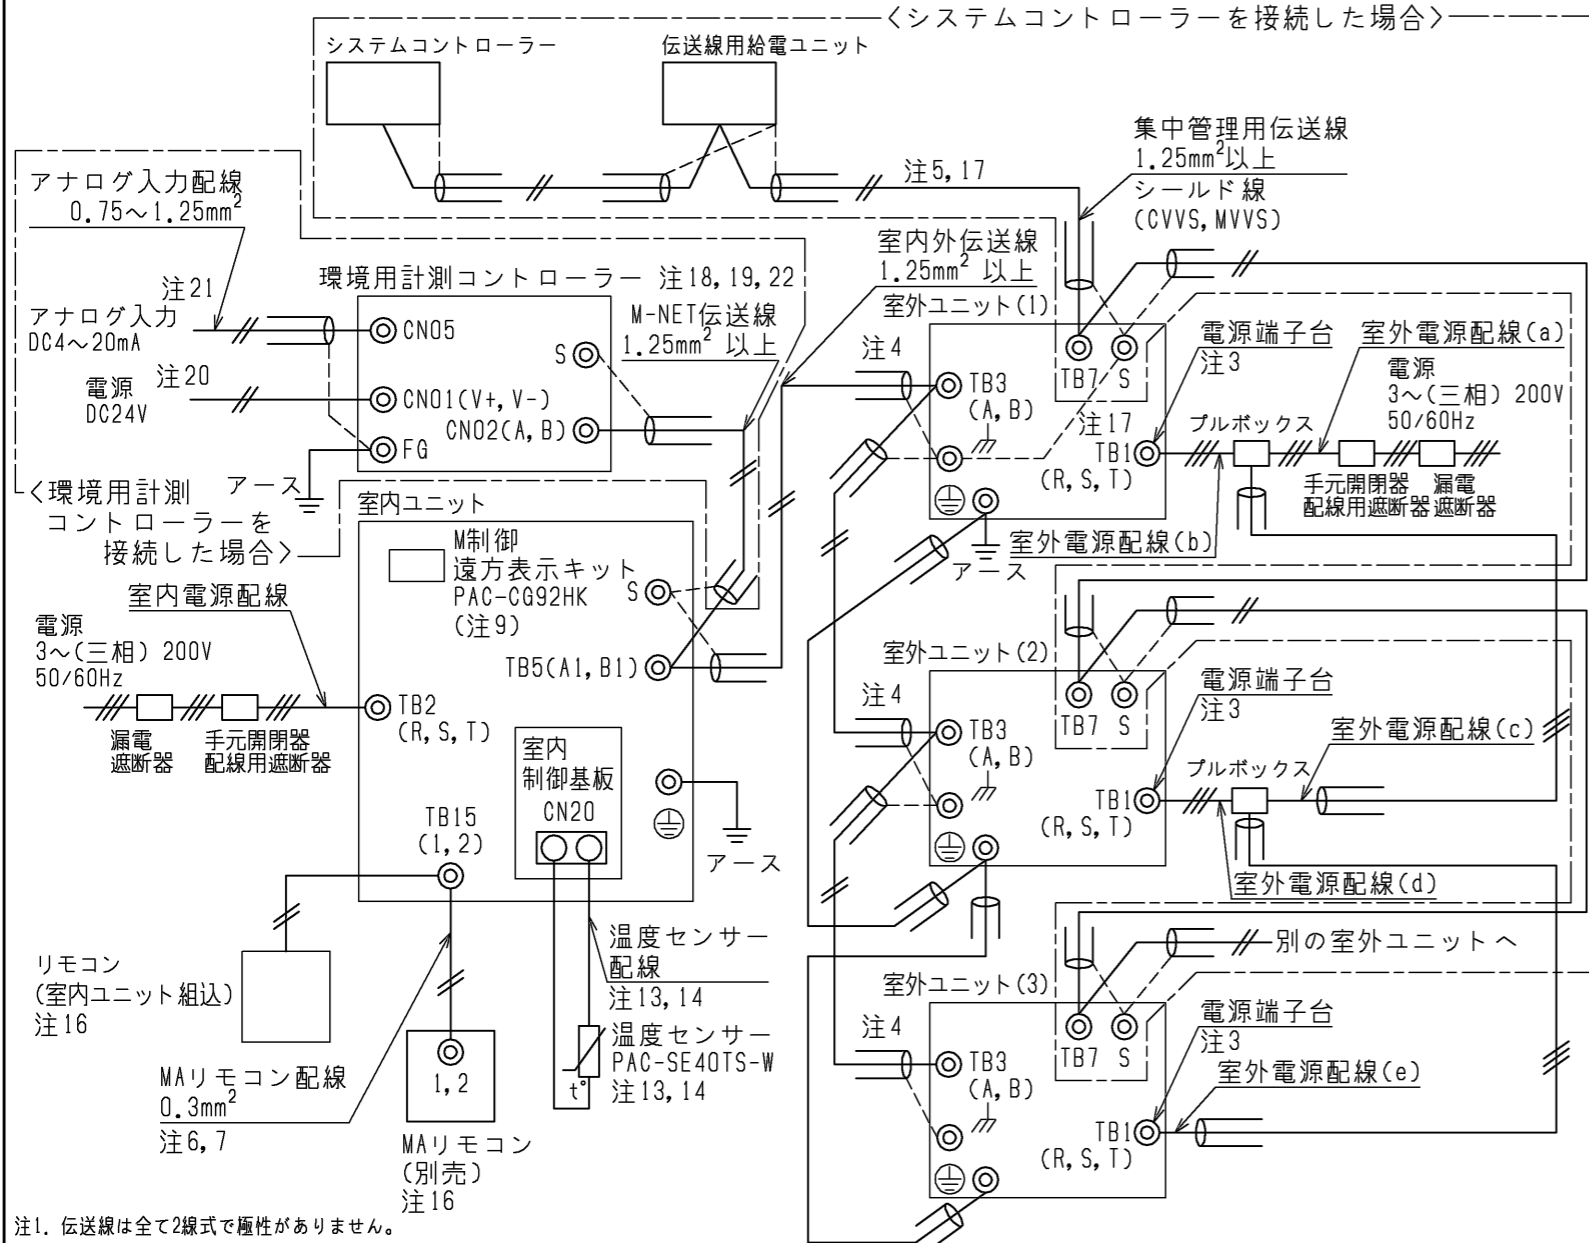 〈システムコントローラーを接続した場合〉
システムコントローラー
伝送線用給電ユニット
集中管理用伝送線
1.25mm²以上
シールド線
(CVVS,MVVS)
注5,17
アナログ入力配線
0.75～1.25mm²
注21
アナログ入力
DC4～20mA
電源
DC24V
注20
環境用計測コントローラー 注18,19,22
CN05
S
CN01(V+,V-)
CN02(A,B)
FG
アース
M-NET伝送線
1.25mm² 以上
〈環境用計測
コントローラーを
接続した場合〉
室内外伝送線
1.25mm² 以上
室外ユニット(1)
注4
TB3
(A,B)
TB7 S
注17
TB1
(R,S,T)
アース
電源端子台
注3
室外電源配線(a)
電源
3～(三相) 200V
50/60Hz
プルボックス
手元開閉器
配線用遮断器
漏電
遮断器
室外電源配線(b)
室内ユニット
M制御
遠方表示キット
PAC-CG92HK
(注9)
S
TB5(A1,B1)
室内電源配線
電源
3～(三相) 200V
50/60Hz
漏電
遮断器
手元開閉器
配線用遮断器
TB2
(R,S,T)
室内
制御基板
CN20
TB15
(1,2)
アース
室外ユニット(2)
注4
TB3
(A,B)
TB7 S
TB1
(R,S,T)
電源端子台
注3
室外電源配線(c)
プルボックス
室外電源配線(d)
リモコン
(室内ユニット組込)
注16
MAリモコン配線
0.3mm²
注6,7
1,2
MAリモコン
(別売)
注16
温度センサー
配線
注13,14
温度センサー
PAC-SE40TS-W
注13,14
t°
別の室外ユニットへ
室外ユニット(3)
注4
TB3
(A,B)
TB7 S
TB1
(R,S,T)
電源端子台
注3
室外電源配線(e)
注1. 伝送線は全て2線式で極性がありません。